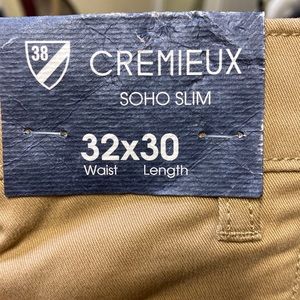 38
CREMIEUX
SOHO SLIM
32x30
Waist Length